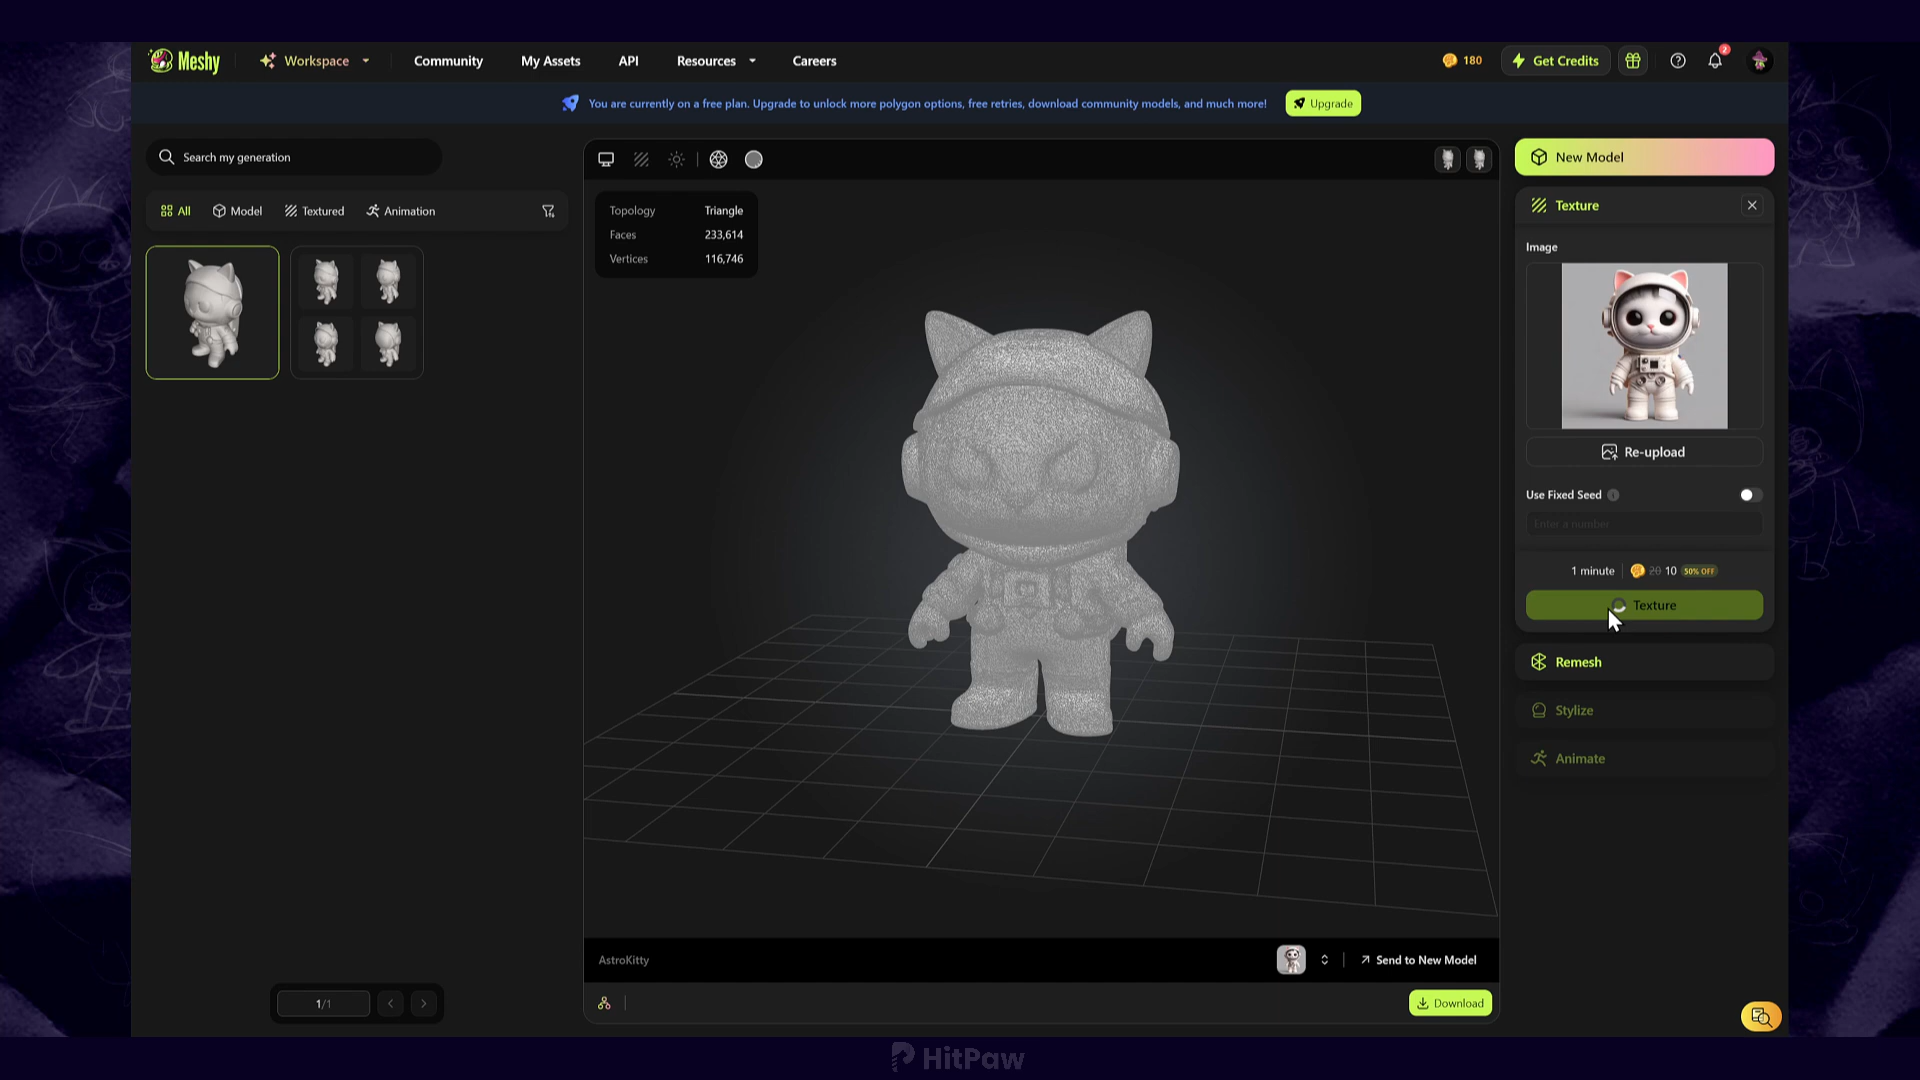 Meshy
Workspace
Community
My Assets
API
Resources
Careers
180
Get Credits
2
You are currently on a free plan. Upgrade to unlock more polygon options, free retries, download community models, and much more!
Upgrade
Search my generation
All
Model
Textured
Animation
Topology Triangle
Faces 233,614
Vertices 116,746
New Model
Texture
Image
Re-upload
Use Fixed Seed
Enter a number
1 minute 20 10 50% OFF
Texture
Remesh
Stylize
Animate
AstroKitty
Send to New Model
1/1
Download
HitPaw